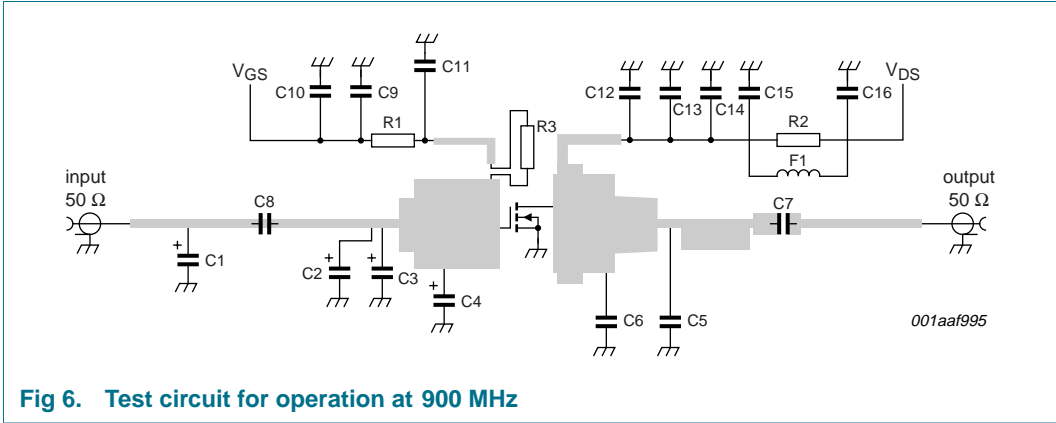 C11
VGS
C10
C9
R1
R3
C12
C13
C14
C15
C16
VDS
R2
F1
input
50 Ω
C8
C7
output
50 Ω
+
C1
C2
+
+
C3
+
C4
C6
C5
001aaf995
Fig 6. Test circuit for operation at 900 MHz